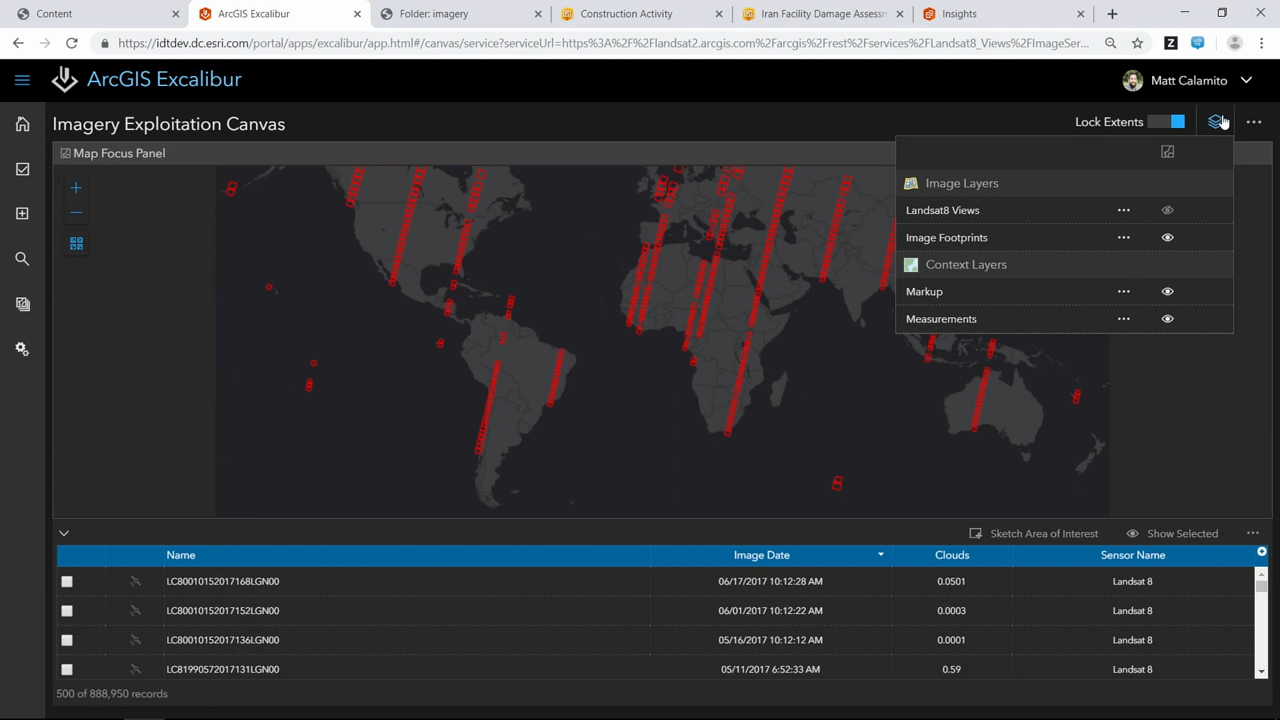 Content
ArcGIS Excalibur
Folder: imagery
Construction Activity
Iran Facility Damage Assessm
Insights
https://idtdev.dc.esri.com/portal/apps/excalibur/app.html#/canvas/service?serviceUrl=https%3A%2F%2Flandsat2.arcgis.com%2Farcgis%2Frest%2Fservices%2FLandsat8_Views%2FImageSer...
Z
ArcGIS Excalibur
Matt Calamito
Imagery Exploitation Canvas
Lock Extents
Map Focus Panel
Image Layers
Landsat8 Views
Image Footprints
Context Layers
Markup
Measurements
Sketch Area of Interest
Show Selected
Name Image Date Clouds Sensor Name
LC80010152017168LGN00 06/17/2017 10:12:28 AM 0.0501 Landsat 8
LC80010152017152LGN00 06/01/2017 10:12:22 AM 0.0003 Landsat 8
LC80010152017136LGN00 05/16/2017 10:12:12 AM 0.0001 Landsat 8
LC81990572017131LGN00 05/11/2017 6:52:33 AM 0.59 Landsat 8
500 of 888,950 records